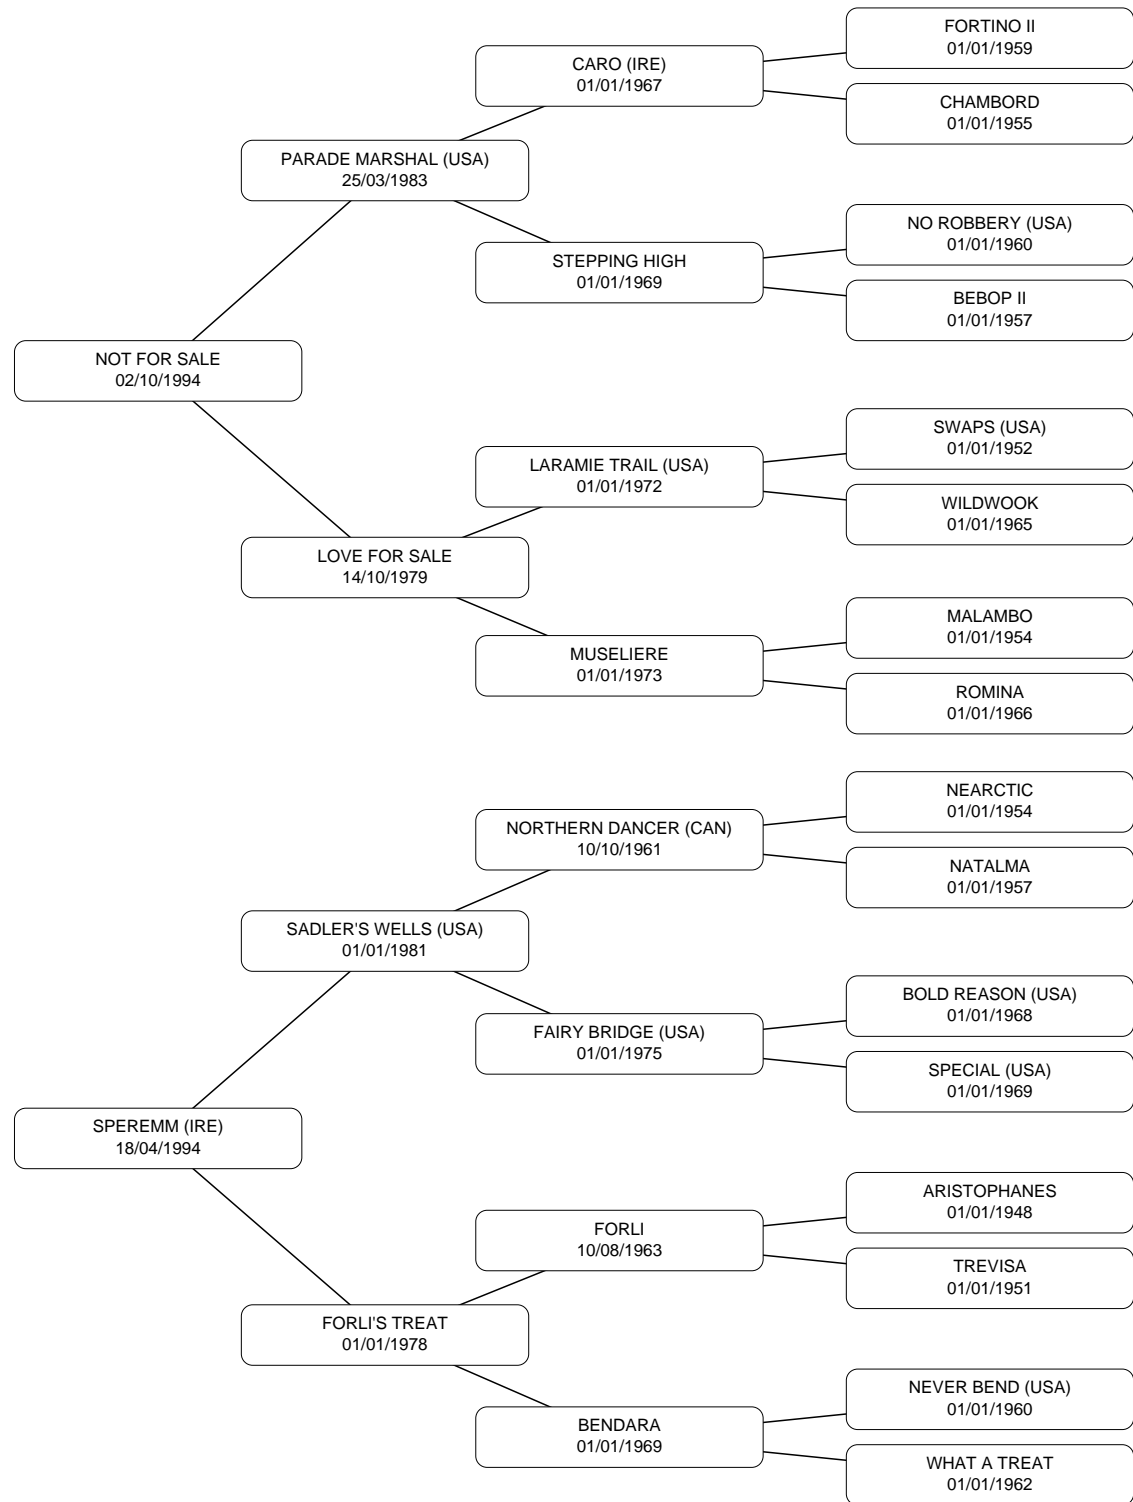 FORTINO II
01/01/1959
CARO (IRE)
01/01/1967
CHAMBORD
01/01/1955
PARADE MARSHAL (USA)
25/03/1983
NO ROBBERY (USA)
01/01/1960
STEPPING HIGH
01/01/1969
BEBOP II
01/01/1957
NOT FOR SALE
02/10/1994
SWAPS (USA)
01/01/1952
LARAMIE TRAIL (USA)
01/01/1972
WILDWOOK
01/01/1965
LOVE FOR SALE
14/10/1979
MALAMBO
01/01/1954
MUSELIERE
01/01/1973
ROMINA
01/01/1966
NEARCTIC
01/01/1954
NORTHERN DANCER (CAN)
10/10/1961
NATALMA
01/01/1957
SADLER'S WELLS (USA)
01/01/1981
BOLD REASON (USA)
01/01/1968
FAIRY BRIDGE (USA)
01/01/1975
SPECIAL (USA)
01/01/1969
SPEREMM (IRE)
18/04/1994
ARISTOPHANES
01/01/1948
FORLI
10/08/1963
TREVISA
01/01/1951
FORLI'S TREAT
01/01/1978
NEVER BEND (USA)
01/01/1960
BENDARA
01/01/1969
WHAT A TREAT
01/01/1962